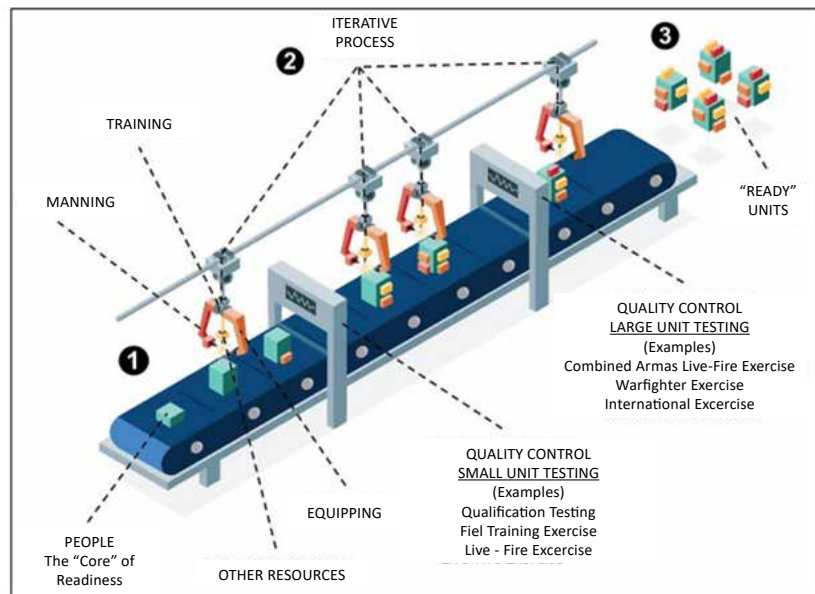 ITERATIVE
PROCESS
2
3
TRAINING
MANNING
"READY"
UNITS
1
QUALITY CONTROL
LARGE UNIT TESTING
(Examples)
Combined Armas Live-Fire Exercise
Warfighter Exercise
International Excercise
QUALITY CONTROL
SMALL UNIT TESTING
(Examples)
Qualification Testing
Fiel Training Exercise
Live - Fire Excercise
EQUIPPING
PEOPLE
The "Core" of
Readiness
OTHER RESOURCES